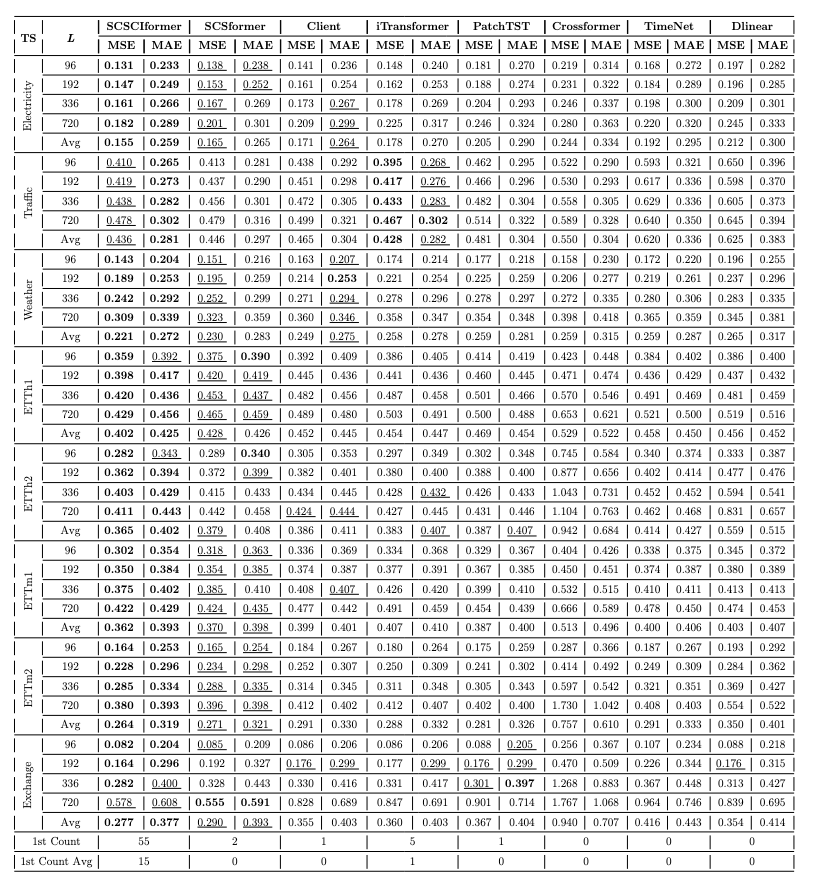 TS L SCSCIformer SCSformer Client iTransformer PatchTST Crossformer TimeNet Dlinear
MSE MAE MSE MAE MSE MAE MSE MAE MSE MAE MSE MAE MSE MAE MSE MAE
Electricity
96 0.131 0.233 0.138 0.238 0.141 0.236 0.148 0.240 0.181 0.270 0.219 0.314 0.168 0.272 0.197 0.282
192 0.147 0.249 0.153 0.252 0.161 0.254 0.162 0.253 0.188 0.274 0.231 0.322 0.184 0.289 0.196 0.285
336 0.161 0.266 0.167 0.269 0.173 0.267 0.178 0.269 0.204 0.293 0.246 0.337 0.198 0.300 0.209 0.301
720 0.182 0.289 0.201 0.301 0.209 0.299 0.225 0.317 0.246 0.324 0.280 0.363 0.220 0.320 0.245 0.333
Avg 0.155 0.259 0.165 0.265 0.171 0.264 0.178 0.270 0.205 0.290 0.244 0.334 0.192 0.295 0.212 0.300
Traffic
96 0.410 0.265 0.413 0.281 0.438 0.292 0.395 0.268 0.462 0.295 0.522 0.290 0.593 0.321 0.650 0.396
192 0.419 0.273 0.437 0.290 0.451 0.298 0.417 0.276 0.466 0.296 0.530 0.293 0.617 0.336 0.598 0.370
336 0.438 0.282 0.456 0.301 0.472 0.305 0.433 0.283 0.482 0.304 0.558 0.305 0.629 0.336 0.605 0.373
720 0.478 0.302 0.479 0.316 0.499 0.321 0.467 0.302 0.514 0.322 0.589 0.328 0.640 0.350 0.645 0.394
Avg 0.436 0.281 0.446 0.297 0.465 0.304 0.428 0.282 0.481 0.304 0.550 0.304 0.620 0.336 0.625 0.383
Weather
96 0.143 0.204 0.151 0.216 0.163 0.207 0.174 0.214 0.177 0.218 0.158 0.230 0.172 0.220 0.196 0.255
192 0.189 0.253 0.195 0.259 0.214 0.253 0.221 0.254 0.225 0.259 0.206 0.277 0.219 0.261 0.237 0.296
336 0.242 0.292 0.252 0.299 0.271 0.294 0.278 0.296 0.278 0.297 0.272 0.335 0.280 0.306 0.283 0.335
720 0.309 0.339 0.323 0.359 0.360 0.346 0.358 0.347 0.354 0.348 0.398 0.418 0.365 0.359 0.345 0.381
Avg 0.221 0.272 0.230 0.283 0.249 0.275 0.258 0.278 0.259 0.281 0.259 0.315 0.259 0.287 0.265 0.317
ETTh1
96 0.359 0.392 0.375 0.390 0.392 0.409 0.386 0.405 0.414 0.419 0.423 0.448 0.384 0.402 0.386 0.400
192 0.398 0.417 0.420 0.419 0.445 0.436 0.441 0.436 0.460 0.445 0.471 0.474 0.436 0.429 0.437 0.432
336 0.420 0.436 0.453 0.437 0.482 0.456 0.487 0.458 0.501 0.466 0.570 0.546 0.491 0.469 0.481 0.459
720 0.429 0.456 0.465 0.459 0.489 0.480 0.503 0.491 0.500 0.488 0.653 0.621 0.521 0.500 0.519 0.516
Avg 0.402 0.425 0.428 0.426 0.452 0.445 0.454 0.447 0.469 0.454 0.529 0.522 0.458 0.450 0.456 0.452
ETTh2
96 0.282 0.343 0.289 0.340 0.305 0.353 0.297 0.349 0.302 0.348 0.745 0.584 0.340 0.374 0.333 0.387
192 0.362 0.394 0.372 0.399 0.382 0.401 0.380 0.400 0.388 0.400 0.877 0.656 0.402 0.414 0.477 0.476
336 0.403 0.429 0.415 0.433 0.434 0.445 0.428 0.432 0.426 0.433 1.043 0.731 0.452 0.452 0.594 0.541
720 0.411 0.443 0.442 0.458 0.424 0.444 0.427 0.445 0.431 0.446 1.104 0.763 0.462 0.468 0.831 0.657
Avg 0.365 0.402 0.379 0.408 0.386 0.411 0.383 0.407 0.387 0.407 0.942 0.684 0.414 0.427 0.559 0.515
ETTm1
96 0.302 0.354 0.318 0.363 0.336 0.369 0.334 0.368 0.329 0.367 0.404 0.426 0.338 0.375 0.345 0.372
192 0.350 0.384 0.354 0.385 0.374 0.387 0.377 0.391 0.367 0.385 0.450 0.451 0.374 0.387 0.380 0.389
336 0.375 0.402 0.385 0.410 0.408 0.407 0.426 0.420 0.399 0.410 0.532 0.515 0.410 0.411 0.413 0.413
720 0.422 0.429 0.424 0.435 0.477 0.442 0.491 0.459 0.454 0.439 0.666 0.589 0.478 0.450 0.474 0.453
Avg 0.362 0.393 0.370 0.398 0.399 0.401 0.407 0.410 0.387 0.400 0.513 0.496 0.400 0.406 0.403 0.407
ETTm2
96 0.164 0.253 0.165 0.254 0.184 0.267 0.180 0.264 0.175 0.259 0.287 0.366 0.187 0.267 0.193 0.292
192 0.228 0.296 0.234 0.298 0.252 0.307 0.250 0.309 0.241 0.302 0.414 0.492 0.249 0.309 0.284 0.362
336 0.285 0.334 0.288 0.335 0.314 0.345 0.311 0.348 0.305 0.343 0.597 0.542 0.321 0.351 0.369 0.427
720 0.380 0.393 0.396 0.398 0.412 0.402 0.412 0.407 0.402 0.400 1.730 1.042 0.408 0.403 0.554 0.522
Avg 0.264 0.319 0.271 0.321 0.291 0.330 0.288 0.332 0.281 0.326 0.757 0.610 0.291 0.333 0.350 0.401
Exchange
96 0.082 0.204 0.085 0.209 0.086 0.206 0.086 0.206 0.088 0.205 0.256 0.367 0.107 0.234 0.088 0.218
192 0.164 0.296 0.192 0.327 0.176 0.299 0.177 0.299 0.176 0.299 0.470 0.509 0.226 0.344 0.176 0.315
336 0.282 0.400 0.328 0.443 0.330 0.416 0.331 0.417 0.301 0.397 1.268 0.883 0.367 0.448 0.313 0.427
720 0.578 0.608 0.555 0.591 0.828 0.689 0.847 0.691 0.901 0.714 1.767 1.068 0.964 0.746 0.839 0.695
Avg 0.277 0.377 0.290 0.393 0.355 0.403 0.360 0.403 0.367 0.404 0.940 0.707 0.416 0.443 0.354 0.414
1st Count 55 2 1 5 1 0 0 0
1st Count Avg 15 0 0 1 0 0 0 0